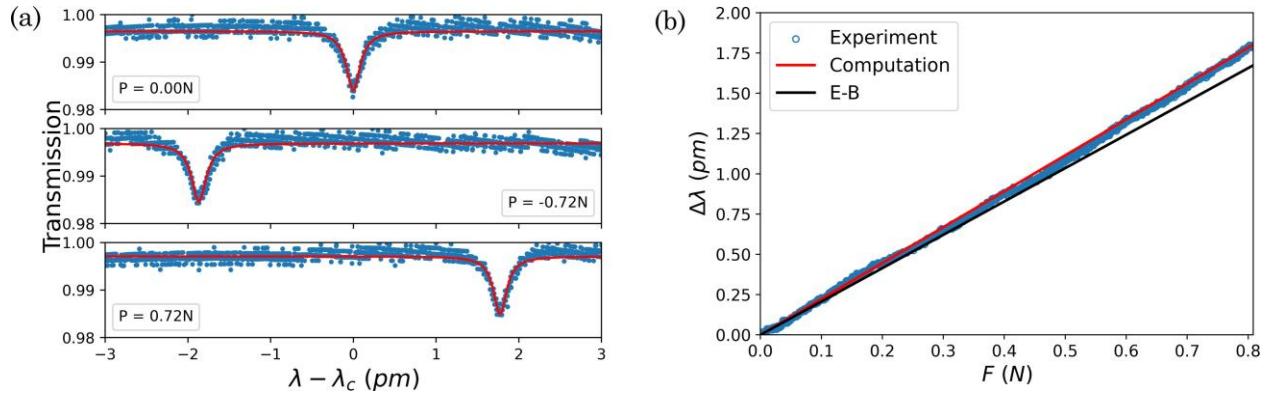 (a)
Transmission
1.00
0.99
0.98
P = 0.00N
1.00
0.99
0.98
P = -0.72N
1.00
0.99
0.98
P = 0.72N
−3 −2 −1 0 1 2 3
λ − λc (pm)
(b)
Δλ (pm)
2.00
1.75
1.50
1.25
1.00
0.75
0.50
0.25
0.00
Experiment
Computation
E-B
0.0 0.1 0.2 0.3 0.4 0.5 0.6 0.7 0.8
F (N)